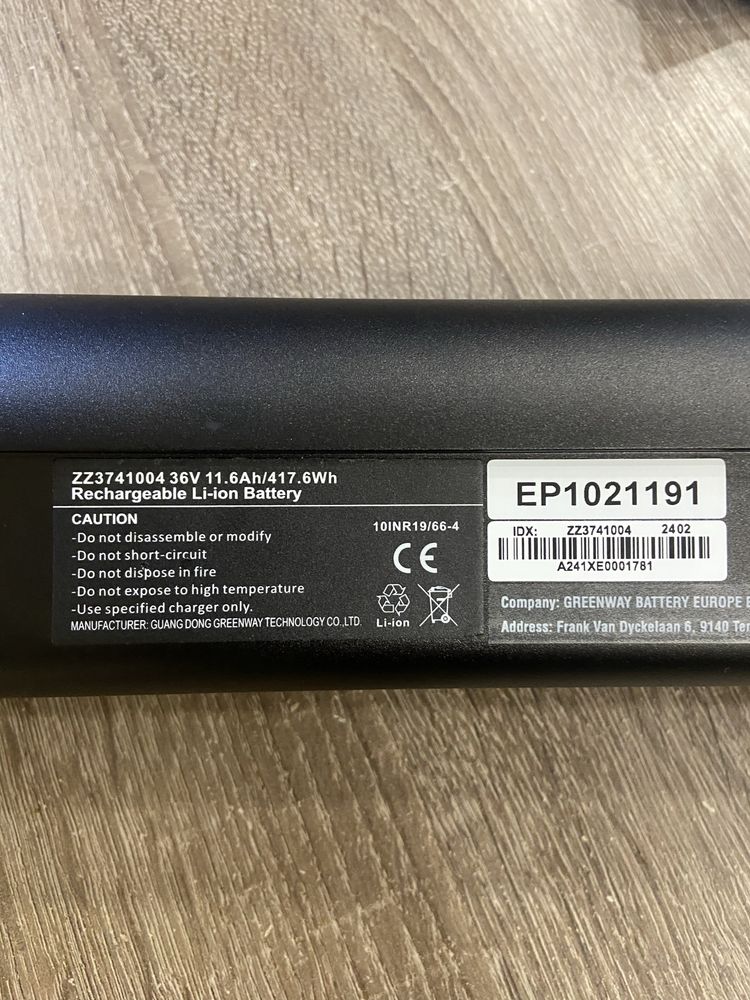 ZZ3741004 36V 11.6Ah/417.6Wh
Rechargeable Li-ion Battery
CAUTION
-Do not disassemble or modify
-Do not short-circuit
-Do not dispose in fire
-Do not expose to high temperature
-Use specified charger only.
MANUFACTURER: GUANG DONG GREENWAY TECHNOLOGY CO.,LTD.
10INR19/66-4
CE
Li-ion
EP1021191
IDX: ZZ3741004 2402
A241XE0001781
Company: GREENWAY BATTERY EUROPE
Address: Frank Van Dyckelaan 6, 9140